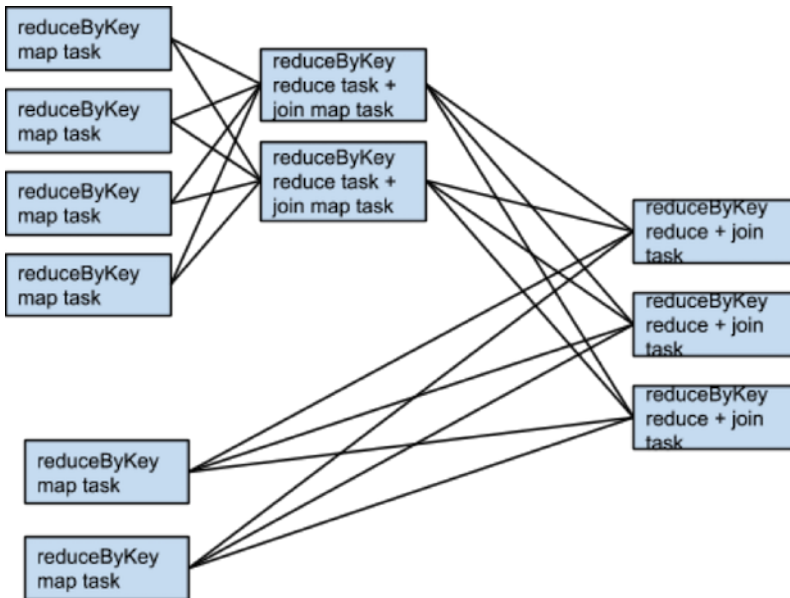 reduceByKey
map task
reduceByKey
map task
reduceByKey
map task
reduceByKey
map task
reduceByKey
reduce task +
join map task
reduceByKey
reduce task +
join map task
reduceByKey
reduce + join
task
reduceByKey
reduce + join
task
reduceByKey
reduce + join
task
reduceByKey
map task
reduceByKey
map task